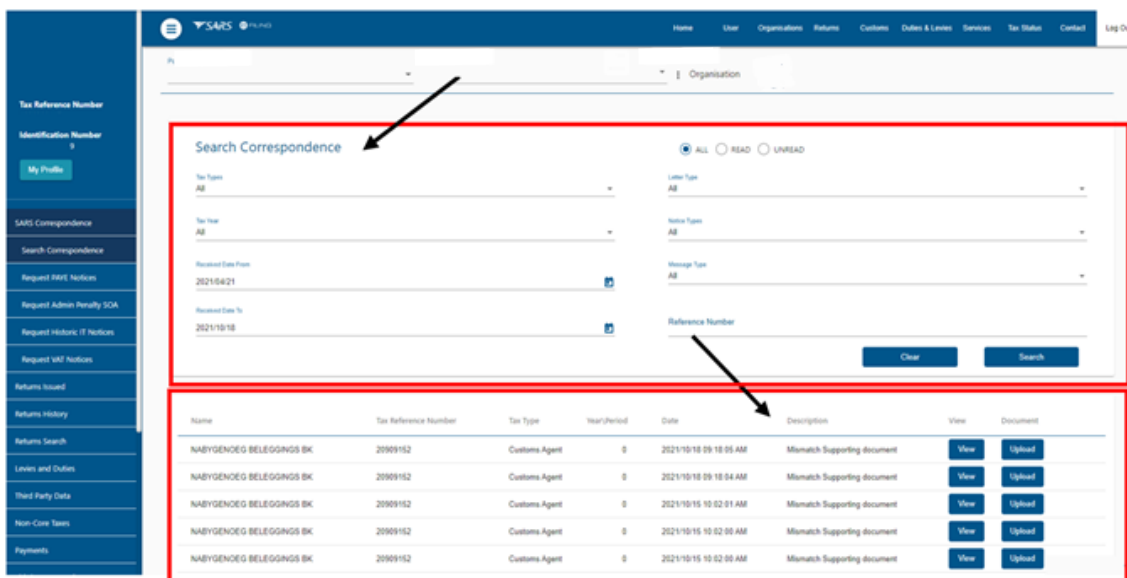 SARS eFILING
Home User Organisations Returns Customs Duties & Levies Services Tax Status Contact Log O
Organisation
Tax Reference Number
Identification Number
9
My Profile
SARS Correspondence
Search Correspondence
Request PAYE Notices
Request Admin Penalty SOA
Request Historic IT Notices
Request VAT Notices
Returns Issued
Returns History
Returns Search
Levies and Duties
Third Party Data
Non-Core Taxes
Payments
Search Correspondence
ALL READ UNREAD
Tax Types
All
Letter Type
All
Tax Year
All
Notice Types
All
Received Date From
2021/04/21
Message Type
All
Received Date To
2021/10/18
Reference Number
Clear Search
Name Tax Reference Number Tax Type Year\Period Date Description View Document
NABYGENOEG BELEGGINGS BK 20909152 Customs Agent 0 2021/10/18 09:18:05 AM Mismatch Supporting document View Upload
NABYGENOEG BELEGGINGS BK 20909152 Customs Agent 0 2021/10/18 09:18:04 AM Mismatch Supporting document View Upload
NABYGENOEG BELEGGINGS BK 20909152 Customs Agent 0 2021/10/15 10:02:01 AM Mismatch Supporting document View Upload
NABYGENOEG BELEGGINGS BK 20909152 Customs Agent 0 2021/10/15 10:02:00 AM Mismatch Supporting document View Upload
NABYGENOEG BELEGGINGS BK 20909152 Customs Agent 0 2021/10/15 10:02:00 AM Mismatch Supporting document View Upload